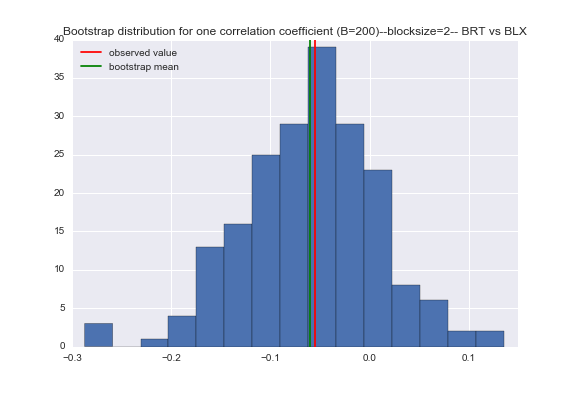 Bootstrap distribution for one correlation coefficient (B=200)--blocksize=2-- BRT vs BLX
observed value
bootstrap mean
40
35
30
25
20
15
10
5
0
−0.3 −0.2 −0.1 0.0 0.1